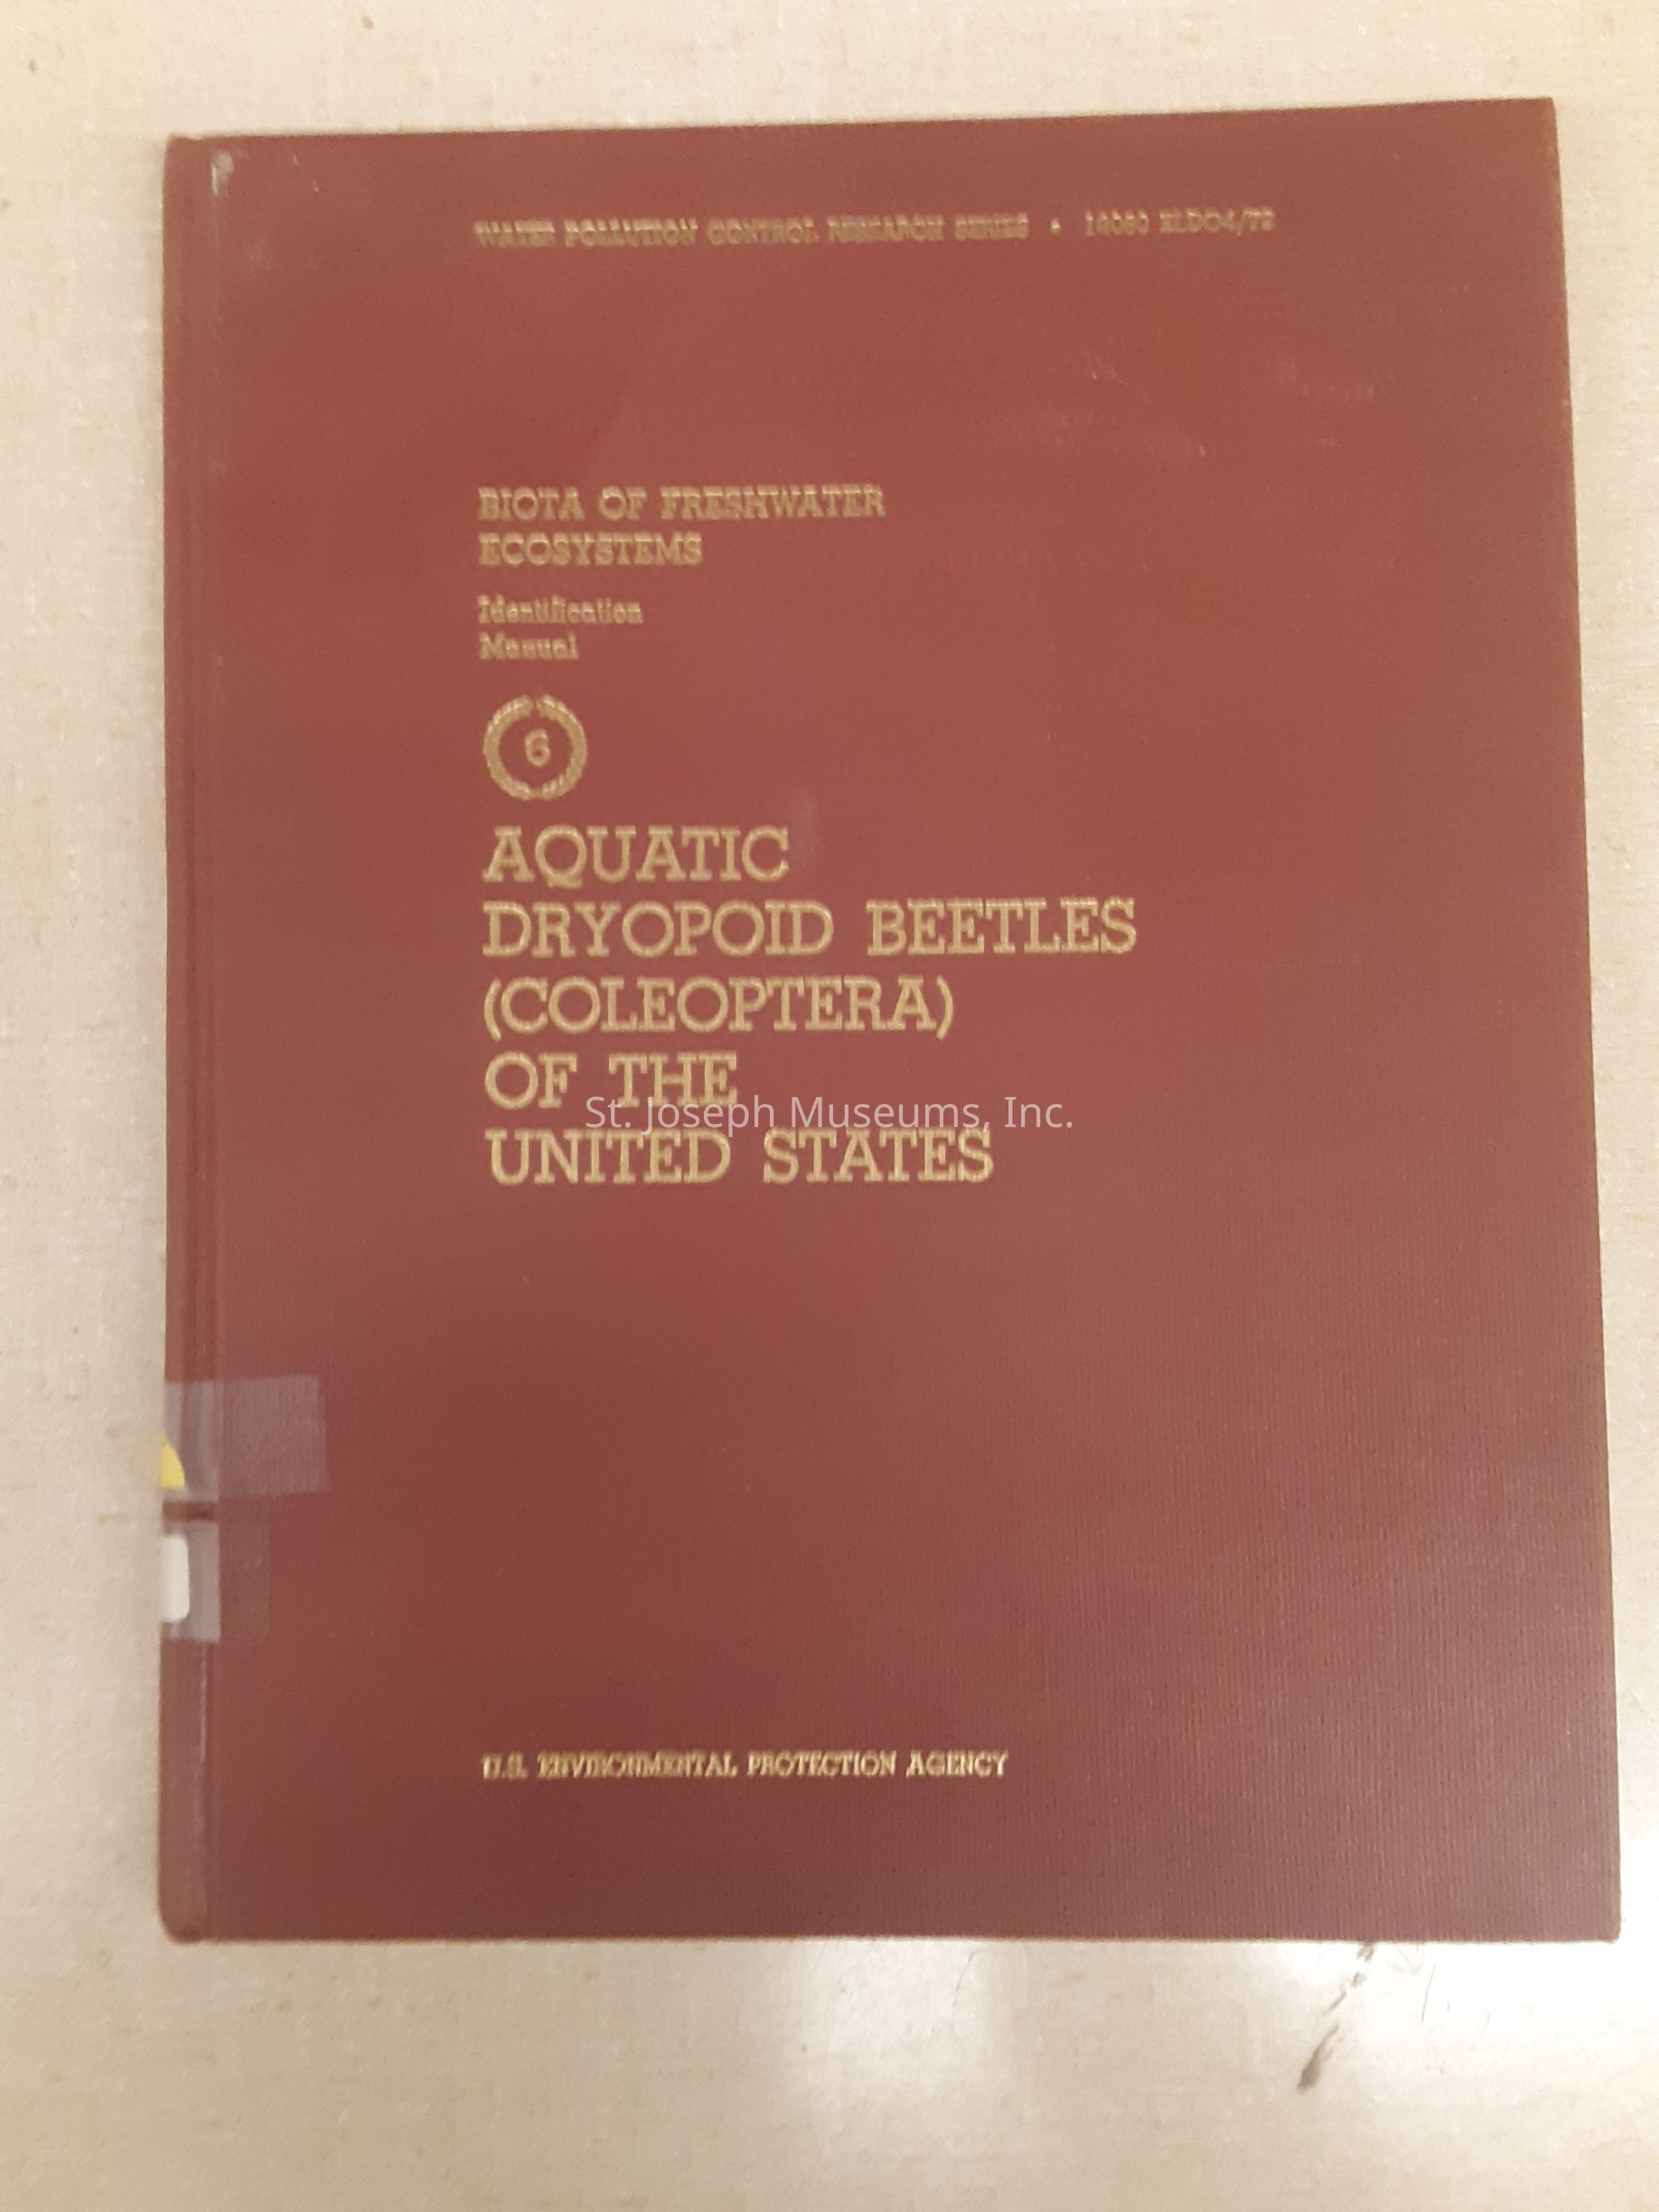 WATER POLLUTION CONTROL RESEARCH SERIES • 18050 ELDO4/72
BIOTA OF FRESHWATER
ECOSYSTEMS
Identification
Manual
6
AQUATIC
DRYOPOID BEETLES
(COLEOPTERA)
OF THE
St. Joseph Museums, Inc.
UNITED STATES
U.S. ENVIRONMENTAL PROTECTION AGENCY